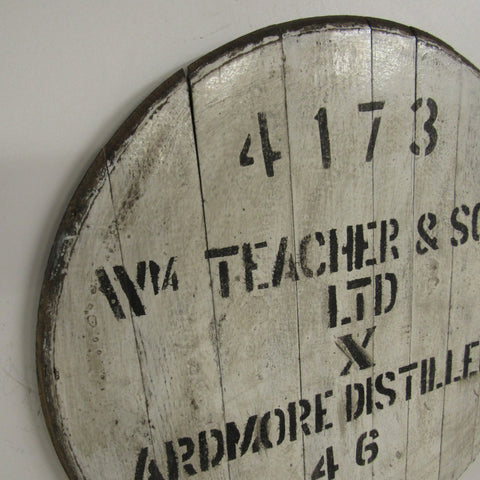 4173
WM TEACHER & SO
LTD
X
ARDMORE DISTILLE
46